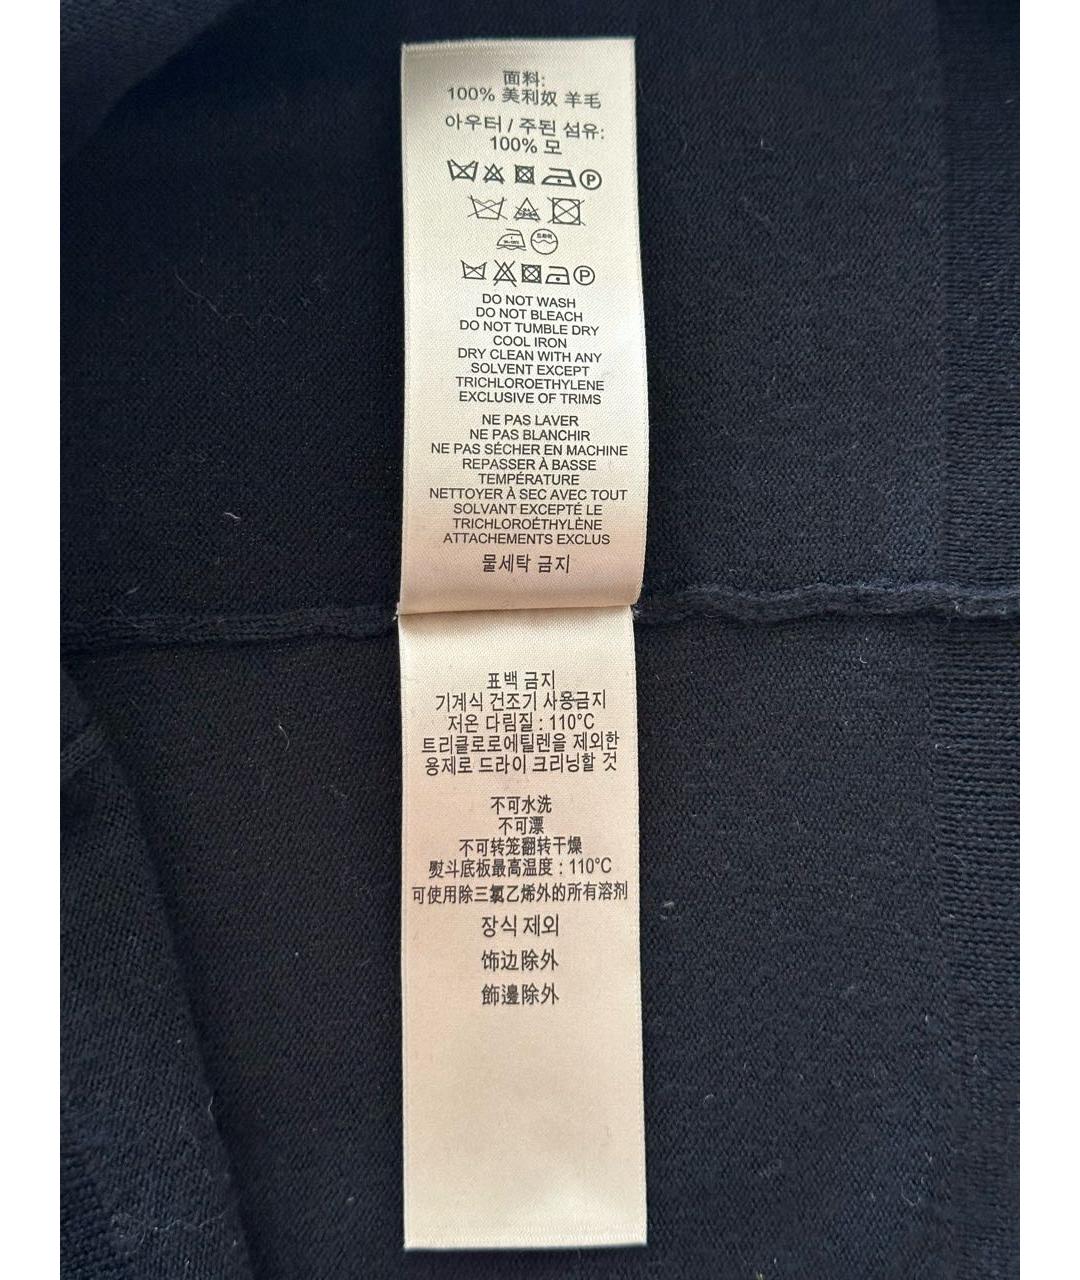 面料:
100% 美利奴 羊毛
아우터 / 주된 섬유:
100% 모
P
P
DO NOT WASH
DO NOT BLEACH
DO NOT TUMBLE DRY
COOL IRON
DRY CLEAN WITH ANY
SOLVENT EXCEPT
TRICHLOROETHYLENE
EXCLUSIVE OF TRIMS
NE PAS LAVER
NE PAS BLANCHIR
NE PAS SÉCHER EN MACHINE
REPASSER À BASSE
TEMPÉRATURE
NETTOYER À SEC AVEC TOUT
SOLVANT EXCEPTÉ LE
TRICHLOROÉTHYLÈNE
ATTACHEMENTS EXCLUS
물세탁 금지
표백 금지
기계식 건조기 사용금지
저온 다림질 : 110°C
트리클로로에틸렌을 제외한
용제로 드라이 크리닝할 것
不可水洗
不可漂
不可转笼翻转干燥
熨斗底板最高温度 : 110°C
可使用除三氯乙烯外的所有溶剂
장식 제외
饰边除外
飾邊除外